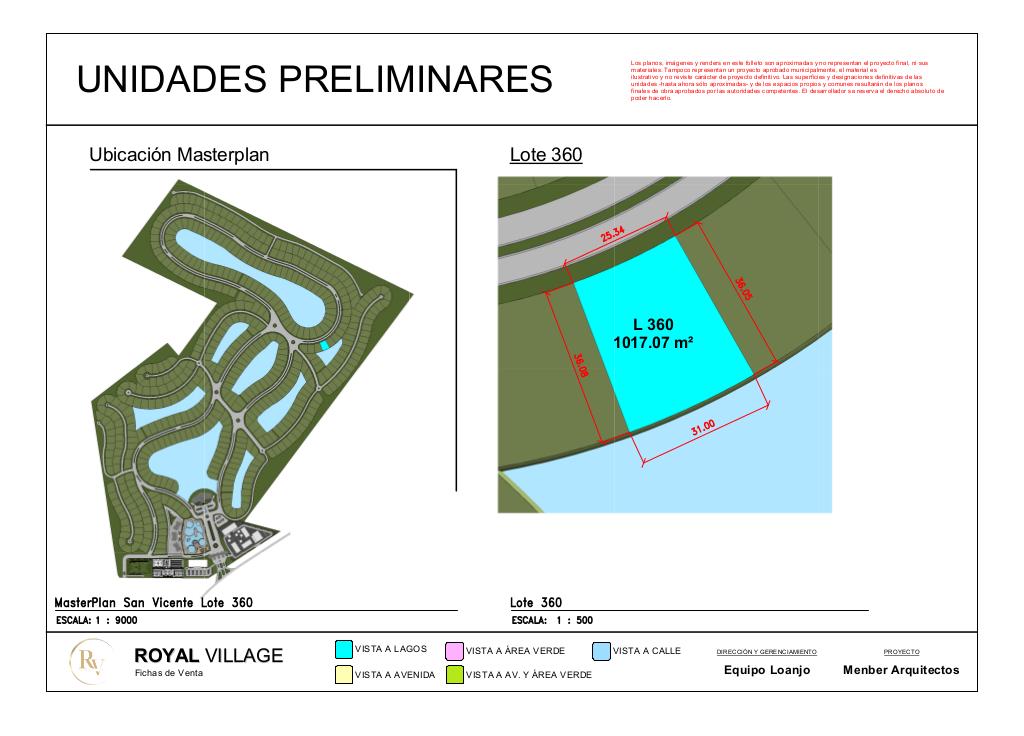 UNIDADES PRELIMINARES
Los planos, imágenes y renders en este folleto son aproximadas y no representan el proyecto final, ni sus
materiales. Tampoco representan un proyecto aprobado municipalmente, el material es
ilustrativo y no reviste carácter de proyecto definitivo. Las superficies y designaciones definitivas de las
unidades -hasta ahora sólo aproximadas- y de los espacios propios y comunes resultarán de los planos
finales de obra aprobados por las autoridades competentes. El desarrollador se reserva el derecho absoluto de
poder hacerlo.
Ubicación Masterplan
Lote 360
25.34
36.05
L 360
1017.07 m²
36.08
31.00
MasterPlan San Vicente Lote 360
ESCALA: 1 : 9000
Lote 360
ESCALA: 1 : 500
RV
ROYAL VILLAGE
Fichas de Venta
VISTA A LAGOS
VISTA A ÁREA VERDE
VISTA A CALLE
VISTA A AVENIDA
VISTA A AV. Y ÁREA VERDE
DIRECCIÓN Y GERENCIAMIENTO
Equipo Loanjo
PROYECTO
Menber Arquitectos